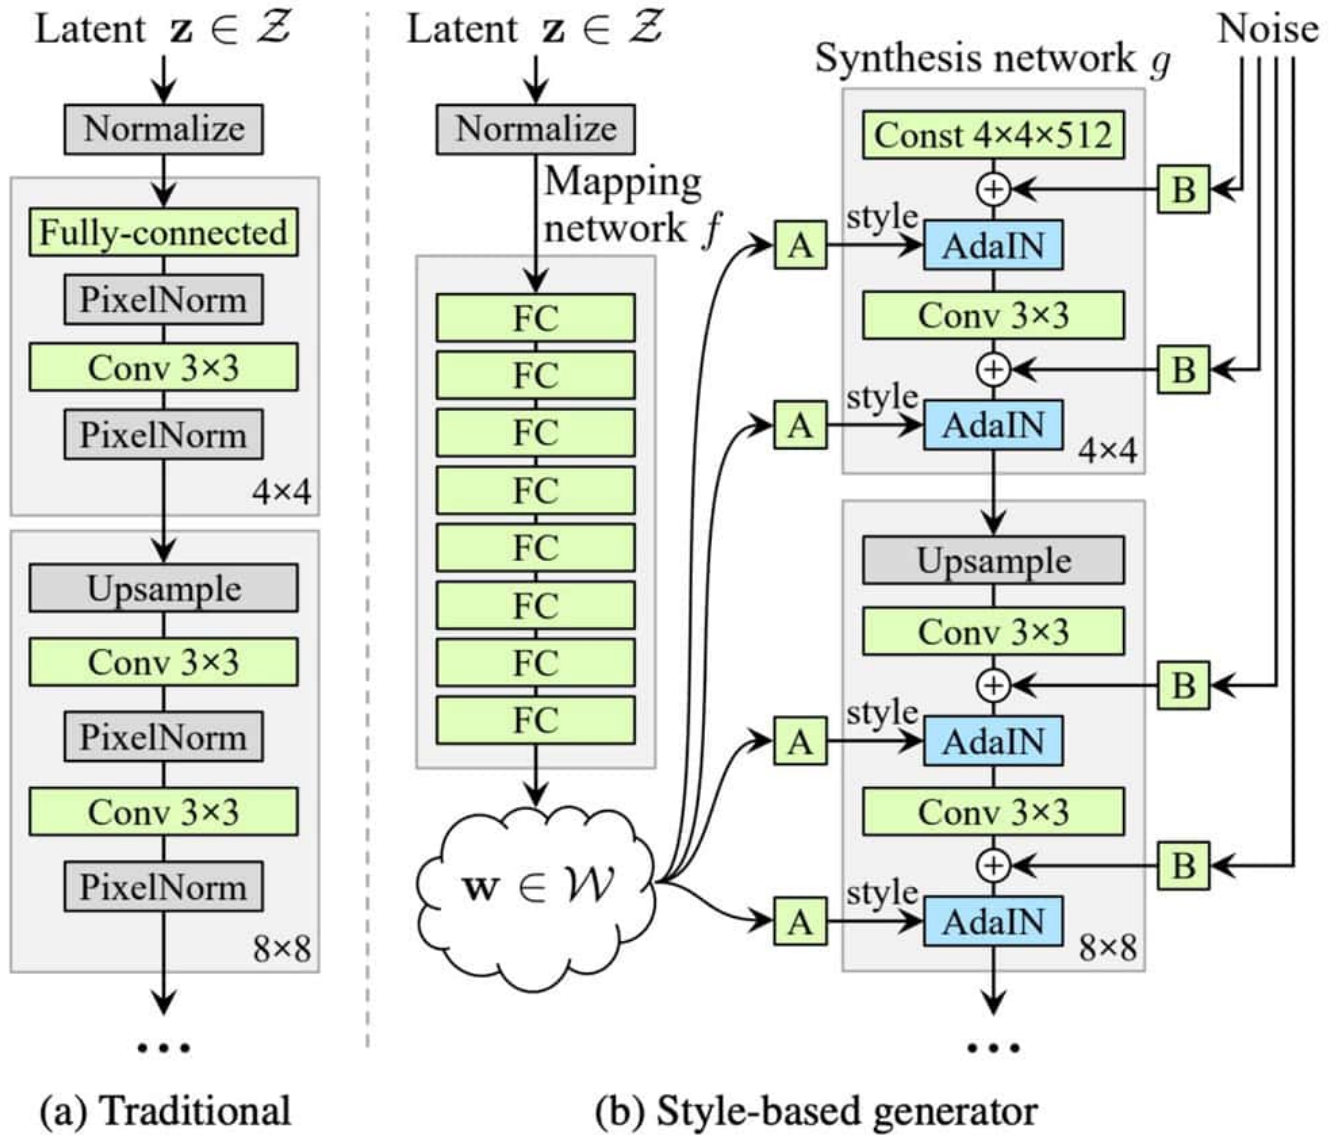 Latent z ∈ Z
Normalize
Fully-connected
PixelNorm
Conv 3×3
PixelNorm
4×4
Upsample
Conv 3×3
PixelNorm
Conv 3×3
PixelNorm
8×8
...
(a) Traditional
Latent z ∈ Z
Normalize
Mapping
network f
FC
FC
FC
FC
FC
FC
FC
FC
w ∈ W
Synthesis network g
Noise
Const 4×4×512
+
B
A
style
AdaIN
Conv 3×3
+
B
A
style
AdaIN
4×4
Upsample
Conv 3×3
+
B
A
style
AdaIN
Conv 3×3
+
B
A
style
AdaIN
8×8
...
(b) Style-based generator